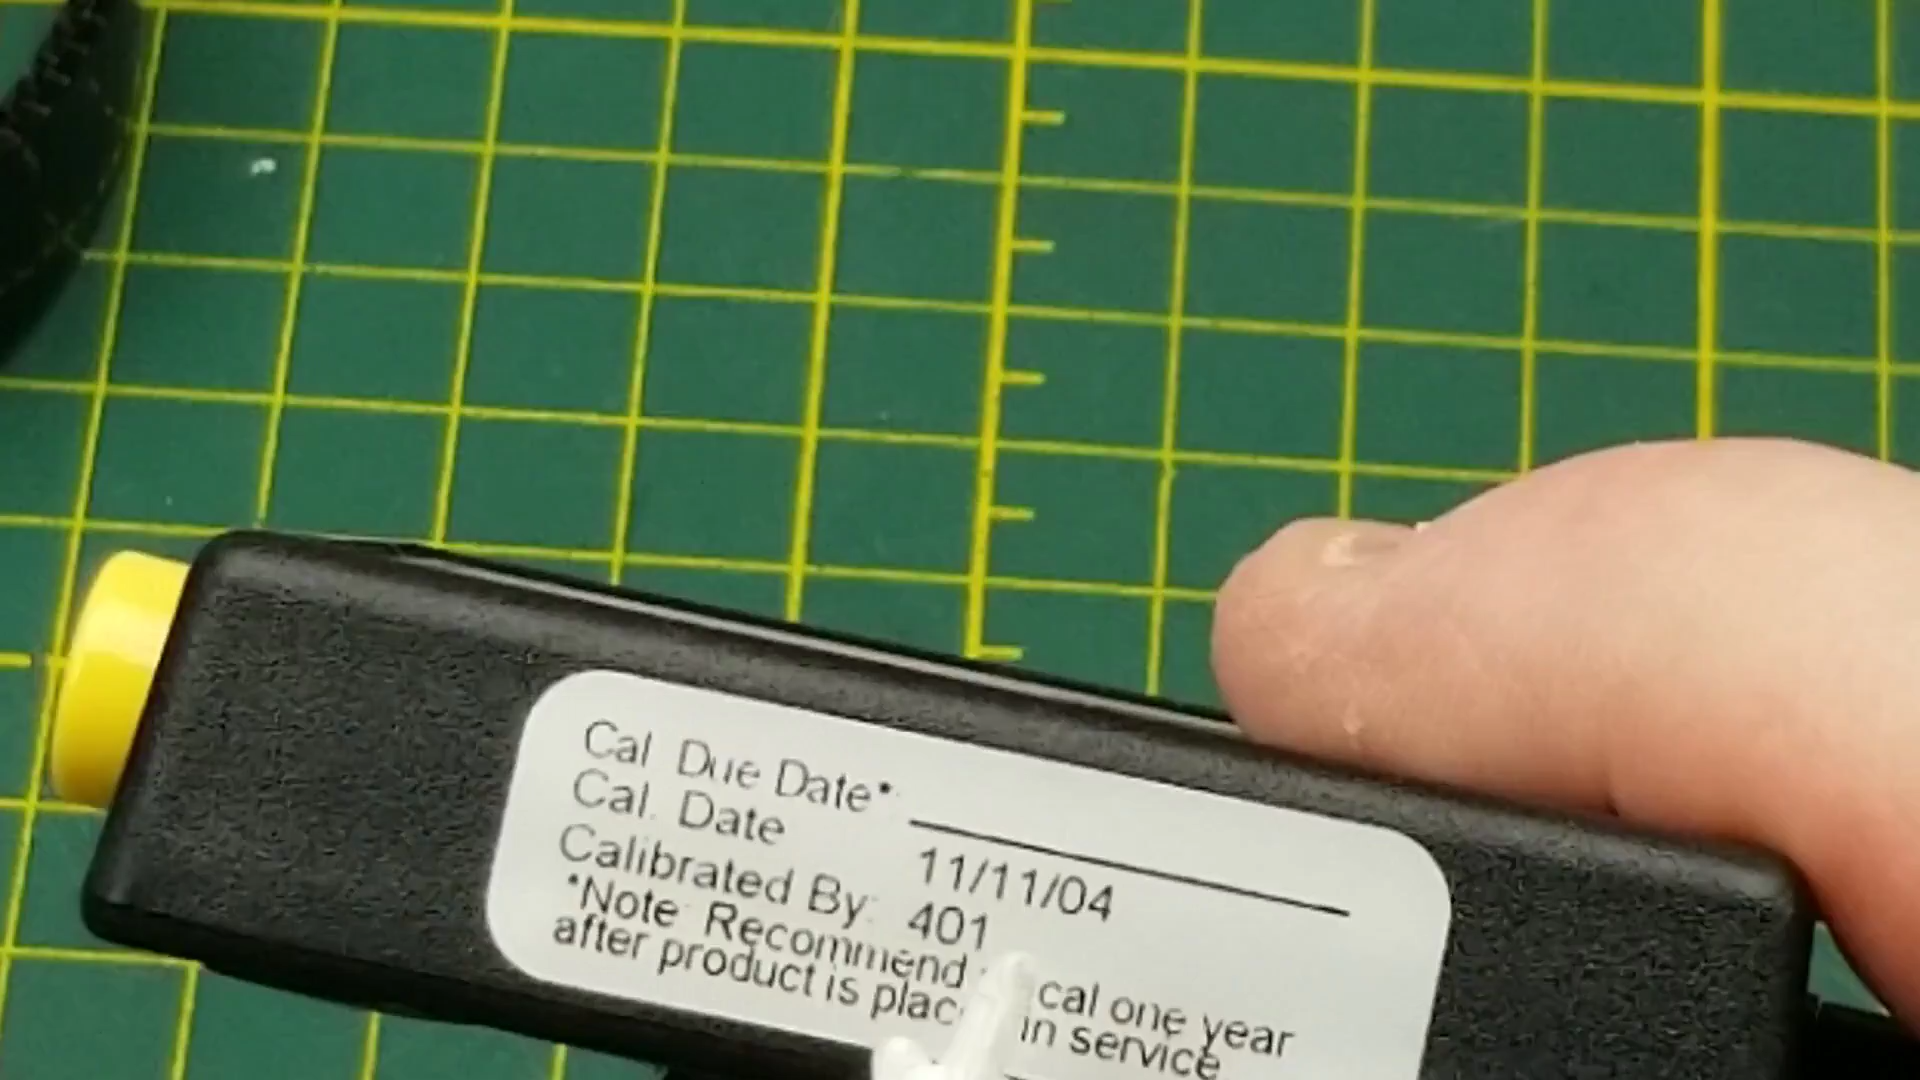 Cal Due Date*
Cal. Date 11/11/04
Calibrated By: 401
*Note Recommend cal one year
after product is in service